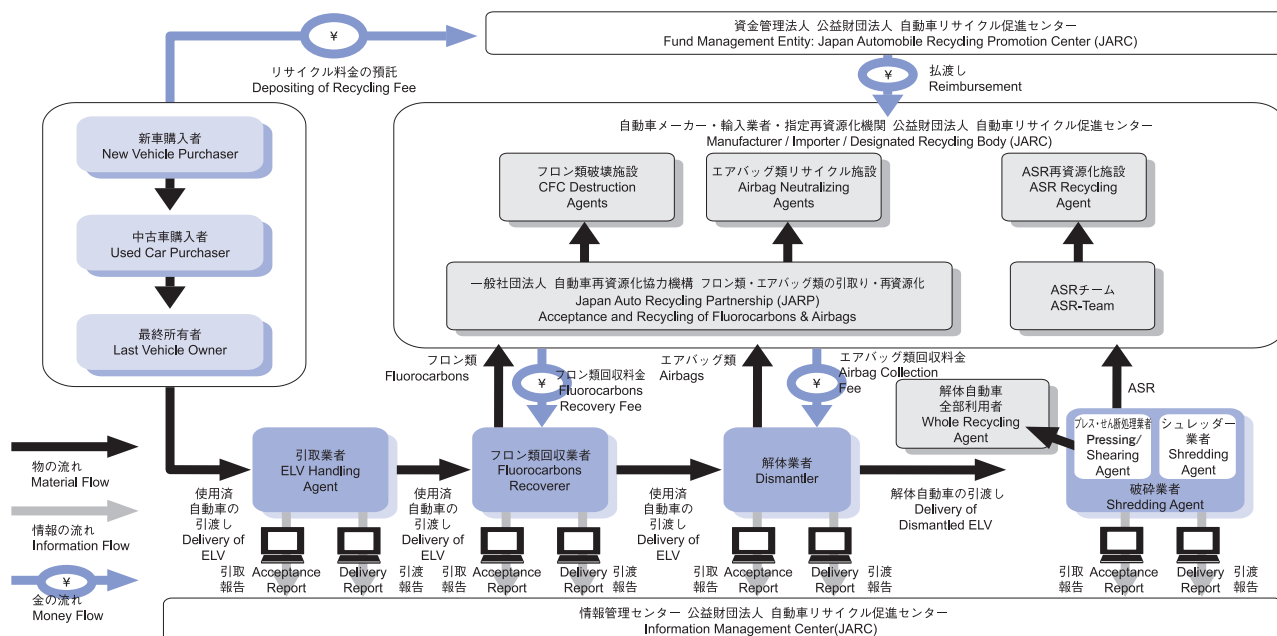 資金管理法人 公益財団法人 自動車リサイクル促進センター
Fund Management Entity: Japan Automobile Recycling Promotion Center (JARC)
¥
リサイクル料金の預託
Depositing of Recycling Fee
¥
払渡し
Reimbursement
新車購入者
New Vehicle Purchaser
中古車購入者
Used Car Purchaser
最終所有者
Last Vehicle Owner
自動車メーカー・輸入業者・指定再資源化機関 公益財団法人 自動車リサイクル促進センター
Manufacturer / Importer / Designated Recycling Body (JARC)
フロン類破壊施設
CFC Destruction
Agents
エアバッグ類リサイクル施設
Airbag Neutralizing
Agents
ASR再資源化施設
ASR Recycling
Agent
一般社団法人 自動車再資源化協力機構 フロン類・エアバッグ類の引取り・再資源化
Japan Auto Recycling Partnership (JARP)
Acceptance and Recycling of Fluorocarbons & Airbags
ASRチーム
ASR-Team
フロン類
Fluorocarbons
¥
フロン類回収料金
Fluorocarbons
Recovery Fee
エアバッグ類
Airbags
¥
エアバッグ類回収料金
Airbag Collection
Fee
ASR
解体自動車
全部利用者
Whole Recycling
Agent
プレス・せん断処理業者
Pressing/
Shearing
Agent
シュレッダー
業者
Shredding
Agent
破砕業者
Shredding Agent
引取業者
ELV Handling
Agent
フロン類回収業者
Fluorocarbons
Recoverer
解体業者
Dismantler
物の流れ
Material Flow
情報の流れ
Information Flow
¥
金の流れ
Money Flow
使用済
自動車の
引渡し
Delivery of
ELV
使用済
自動車の
引渡し
Delivery of
ELV
使用済
自動車の
引渡し
Delivery of
ELV
解体自動車の引渡し
Delivery of
Dismantled ELV
引取
報告
Acceptance
Report
Delivery
Report
引渡
報告
引取
報告
Acceptance
Report
Delivery
Report
引渡
報告
引取
報告
Acceptance
Report
Delivery
Report
引渡
報告
引取
報告
Acceptance
Report
Delivery
Report
引渡
報告
情報管理センター 公益財団法人 自動車リサイクル促進センター
Information Management Center(JARC)